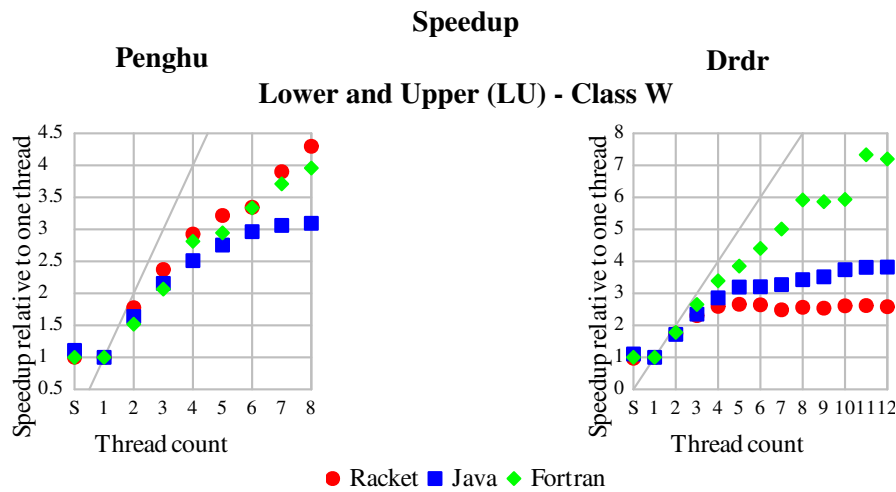 Speedup
Penghu
Drdr
Lower and Upper (LU) - Class W
Speedup relative to one thread
4.5
4
3.5
3
2.5
2
1.5
1
0.5
S 1 2 3 4 5 6 7 8
Thread count
Speedup relative to one thread
8
7
6
5
4
3
2
1
0
S 1 2 3 4 5 6 7 8 9 10 11 12
Thread count
Racket Java Fortran